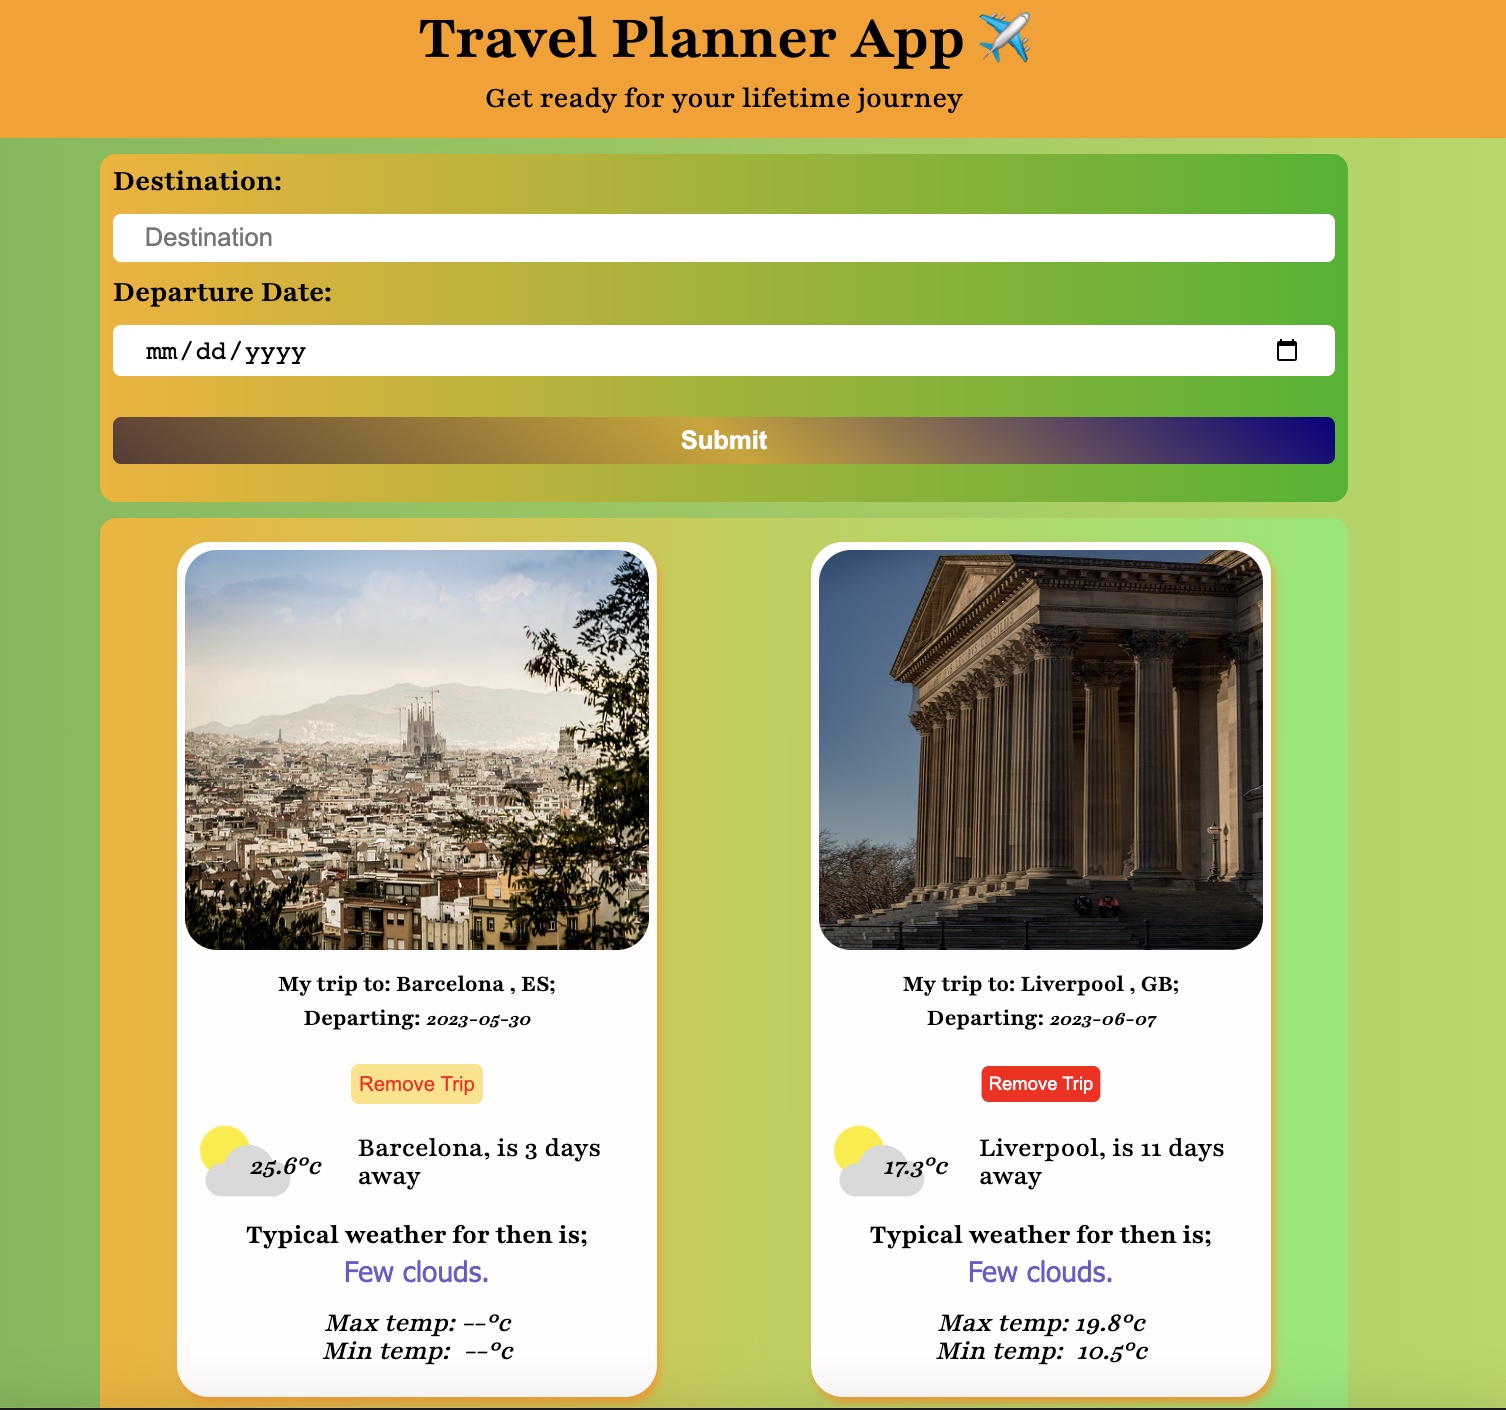 Travel Planner App ✈️
Get ready for your lifetime journey
Destination:
Destination
Departure Date:
mm/dd/yyyy
Submit
My trip to: Barcelona , ES;
Departing: 2023-05-30
Remove Trip
25.6°c
Barcelona, is 3 days
away
Typical weather for then is;
Few clouds.
Max temp: --°c
Min temp: --°c
My trip to: Liverpool , GB;
Departing: 2023-06-07
Remove Trip
17.3°c
Liverpool, is 11 days
away
Typical weather for then is;
Few clouds.
Max temp: 19.8°c
Min temp: 10.5°c